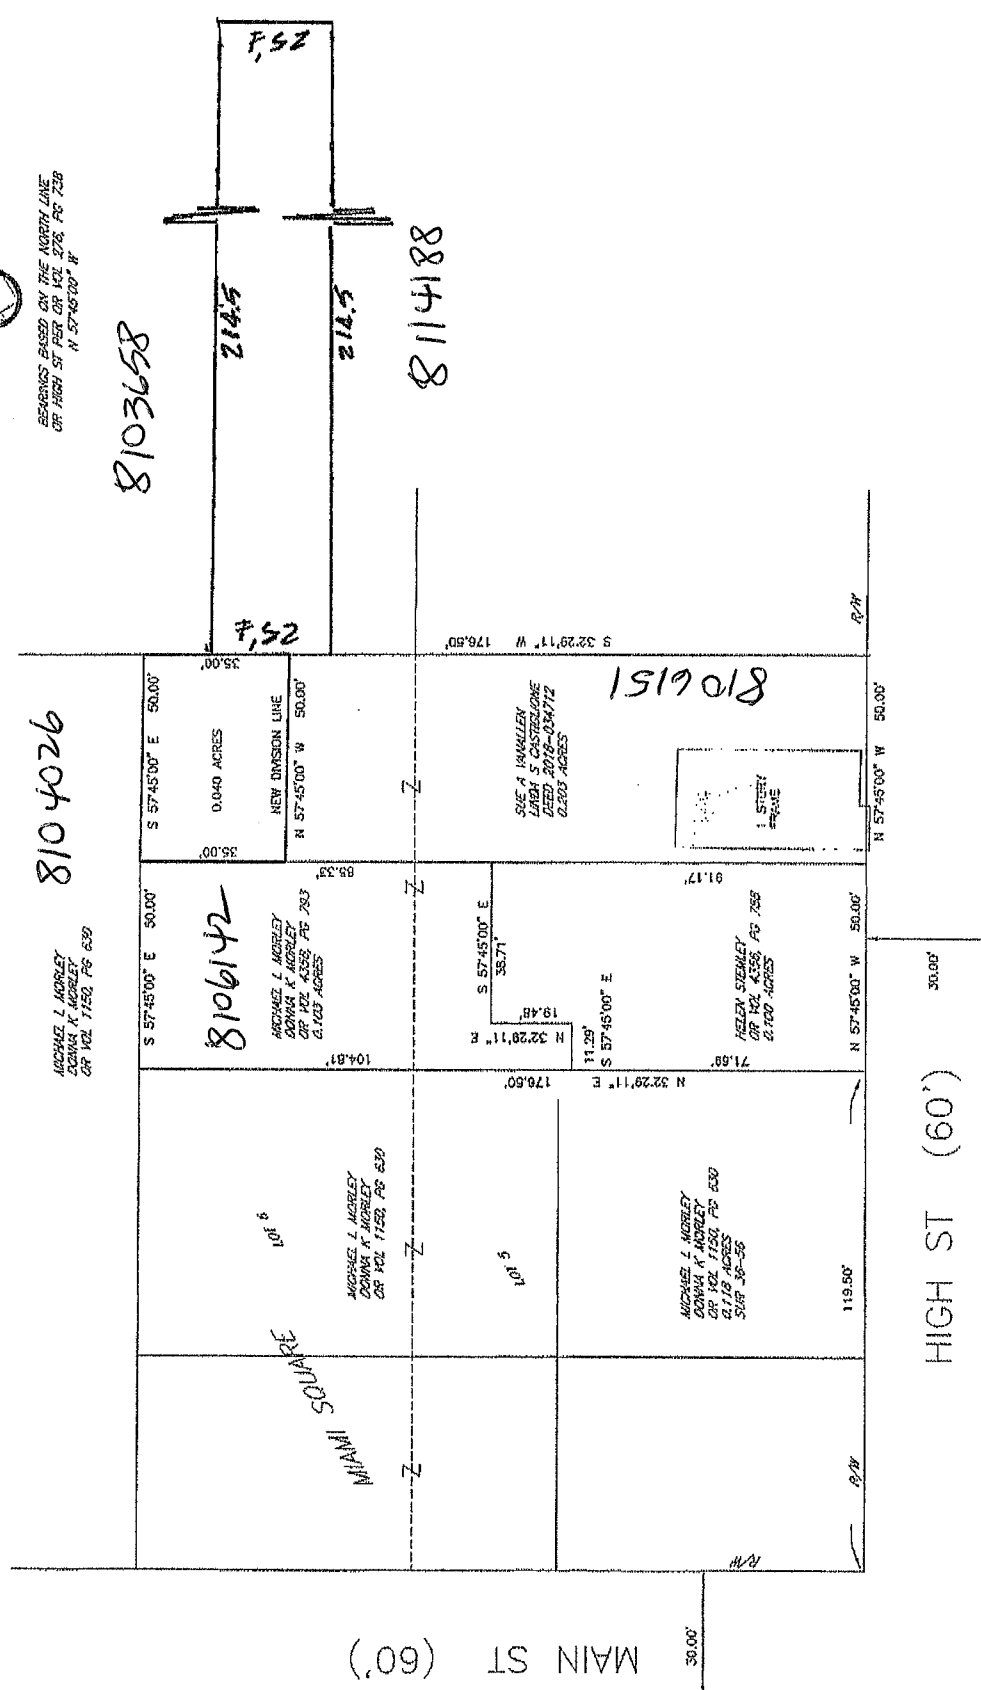 BEARINGS BASED ON THE NORTH LINE
OR HIGH ST PER OR VOL 276, PG 738
N 57°45'00" W
8103658
214.5
214.5
8114188
8104026
MICHAEL L MORLEY
DONNA K MORLEY
OR VOL 1150, PG 630
S 57°45'00" E 50.00'
35.00'
0.040 ACRES
NEW DIVISION LINE
35.00'
N 57°45'00" W 50.00'
S 32°29'11" W 176.50'
8106151
SUE A VANALLEN
LINDA S CASTIGLIONE
DEED 2018-034712
0.203 ACRES
1 STORY
FRAME
N 57°45'00" W 50.00'
R/W
S 57°45'00" E 50.00'
8106142
MICHAEL L MORLEY
DONNA K MORLEY
OR VOL 4358, PG 793
0.103 ACRES
85.33'
104.81'
S 57°45'00" E
38.71'
19.48'
N 32°29'11" E
11.29'
S 57°45'00" E
91.17'
HELEN STEMLEY
OR VOL 4356, PG 758
0.100 ACRES
71.69'
N 57°45'00" W 50.00'
N 32°29'11" E 176.50'
30.00'
LOT 6
MICHAEL L MORLEY
DONNA K MORLEY
OR VOL 1150, PG 630
LOT 5
MICHAEL L MORLEY
DONNA K MORLEY
OR VOL 1150, PG 630
0.118 ACRES
SUR 36-56
119.50'
MIAMI SQUARE
R/W
R/W
HIGH ST (60')
MAIN ST (60')
30.00'